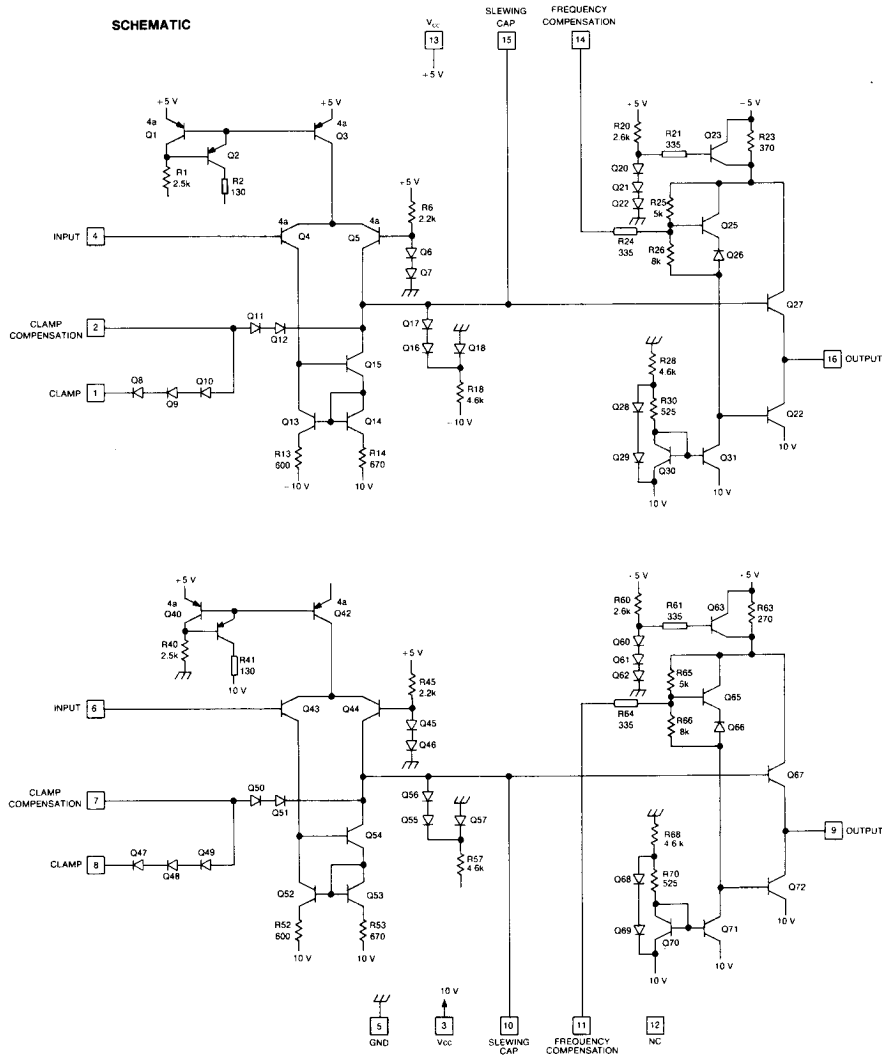 SCHEMATIC
VCC
13
+5 V
SLEWING
CAP
15
FREQUENCY
COMPENSATION
14
+5 V
4a
Q1
Q2
R1
2.5k
R2
130
+5 V
4a
Q3
+5 V
R6
2.2k
4a
Q4
4a
Q5
Q6
Q7
INPUT 4
CLAMP
COMPENSATION
2
Q11
Q12
CLAMP 1
Q8
Q9
Q10
Q15
Q13
Q14
R13
600
R14
670
−10 V
10 V
Q17
Q16
Q18
R18
4.6k
−10 V
+5 V
R20
2.6k
R21
335
Q23
−5 V
R23
370
Q20
Q21
Q22
R25
5k
Q25
R24
335
R26
8k
Q26
Q27
16 OUTPUT
R28
4.6k
Q28
R30
525
Q29
Q30
Q31
Q22
10 V
10 V
10 V
+5 V
4a
Q40
4a
Q42
R40
2.5k
R41
130
10 V
+5 V
R45
2.2k
INPUT 6
Q43
Q44
Q45
Q46
CLAMP
COMPENSATION
7
Q50
Q51
CLAMP 8
Q47
Q48
Q49
Q54
Q52
Q53
R52
600
R53
670
10 V
10 V
Q56
Q55
Q57
R57
4.6k
+5 V
R60
2.6k
R61
335
Q63
5 V
R63
270
Q60
Q61
Q62
R65
5k
Q65
R64
335
R66
8k
Q66
Q67
9 OUTPUT
R68
4.6 k
Q68
R70
525
Q69
Q70
Q71
Q72
10 V
10 V
10 V
5
GND
10 V
3
VCC
10
SLEWING
CAP
11
FREQUENCY
COMPENSATION
12
NC